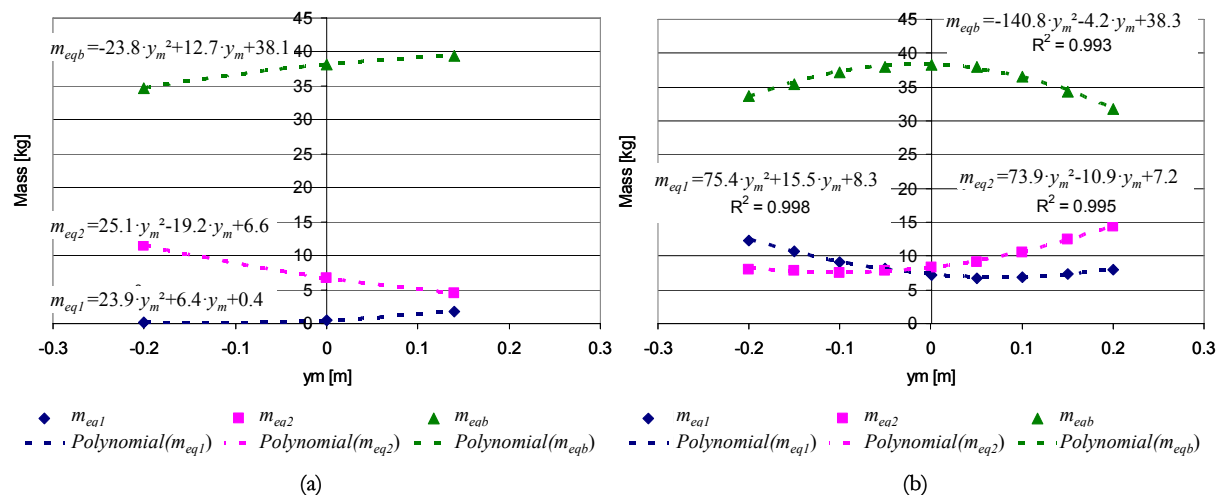 45
40
35
30
25
20
15
10
5
0
-0.3 -0.2 -0.1 0 0.1 0.2 0.3
Mass [kg]
ym [m]
m_eqb=-23.8·y_m²+12.7·y_m+38.1
m_eq2=25.1·y_m²-19.2·y_m+6.6
m_eq1=23.9·y_m²+6.4·y_m+0.4
m_eq1 m_eq2 m_eqb
Polynomial(m_eq1) Polynomial(m_eq2) Polynomial(m_eqb)
(a)
45
40
35
30
25
20
15
10
5
0
-0.3 -0.2 -0.1 0 0.1 0.2 0.3
Mass [kg]
ym [m]
m_eqb=-140.8·y_m²-4.2·y_m+38.3
R² = 0.993
m_eq1=75.4·y_m²+15.5·y_m+8.3
R² = 0.998
m_eq2=73.9·y_m²-10.9·y_m+7.2
R² = 0.995
m_eq1 m_eq2 m_eqb
Polynomial(m_eq1) Polynomial(m_eq2) Polynomial(m_eqb)
(b)